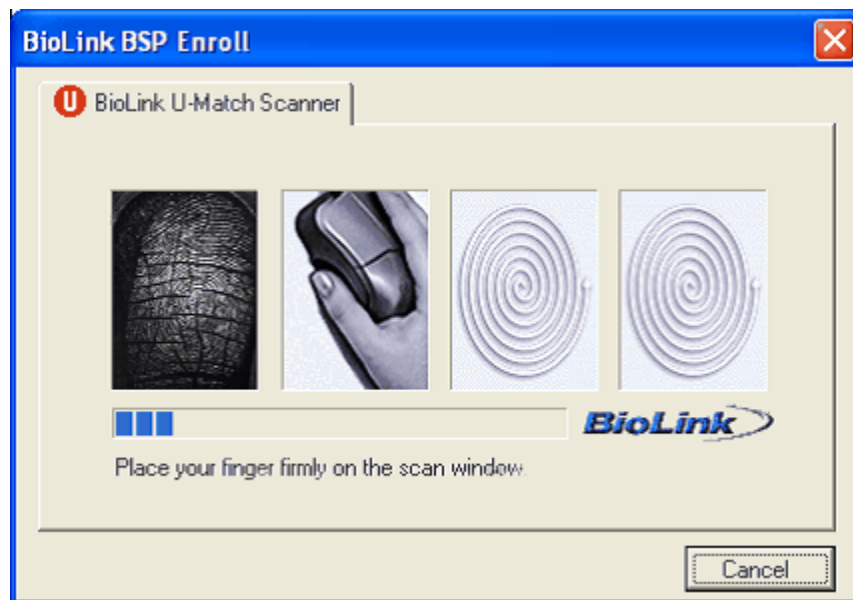 BioLink BSP Enroll
U BioLink U-Match Scanner
BioLink
Place your finger firmly on the scan window.
Cancel